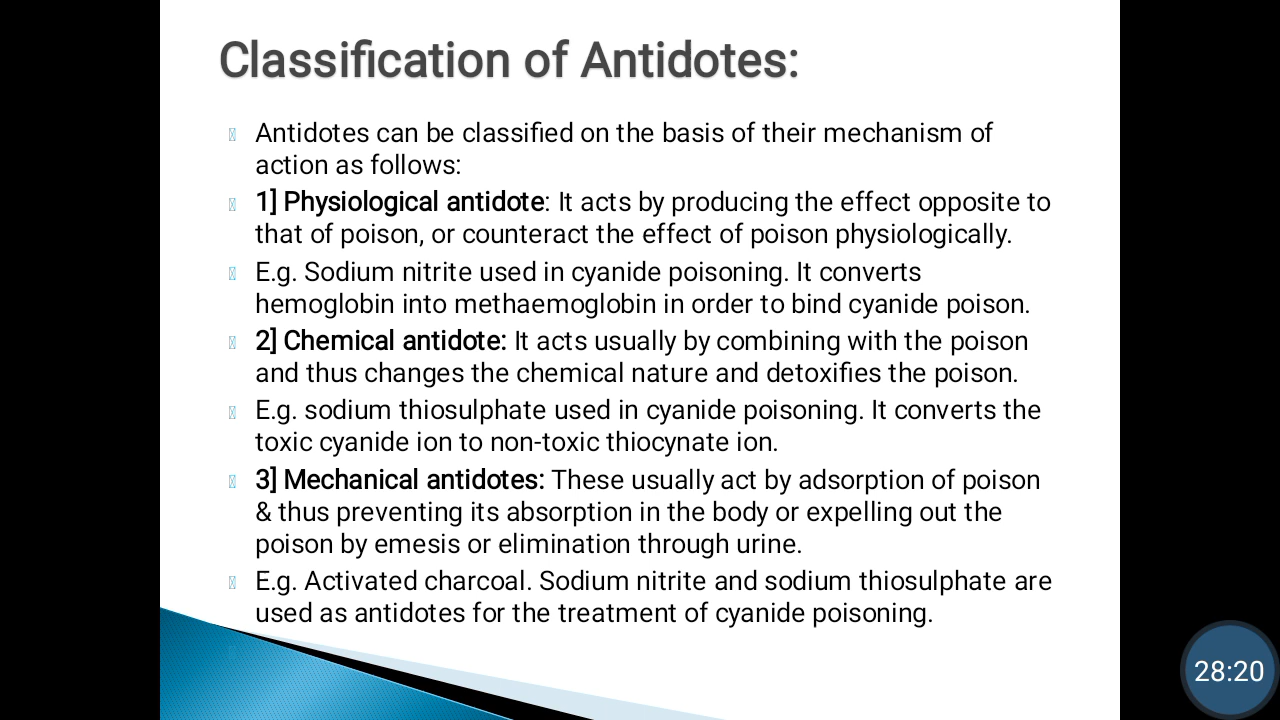 Classification of Antidotes:
Antidotes can be classified on the basis of their mechanism of
action as follows:
1] Physiological antidote: It acts by producing the effect opposite to
that of poison, or counteract the effect of poison physiologically.
E.g. Sodium nitrite used in cyanide poisoning. It converts
hemoglobin into methaemoglobin in order to bind cyanide poison.
2] Chemical antidote: It acts usually by combining with the poison
and thus changes the chemical nature and detoxifies the poison.
E.g. sodium thiosulphate used in cyanide poisoning. It converts the
toxic cyanide ion to non-toxic thiocynate ion.
3] Mechanical antidotes: These usually act by adsorption of poison
& thus preventing its absorption in the body or expelling out the
poison by emesis or elimination through urine.
E.g. Activated charcoal. Sodium nitrite and sodium thiosulphate are
used as antidotes for the treatment of cyanide poisoning.
28:20